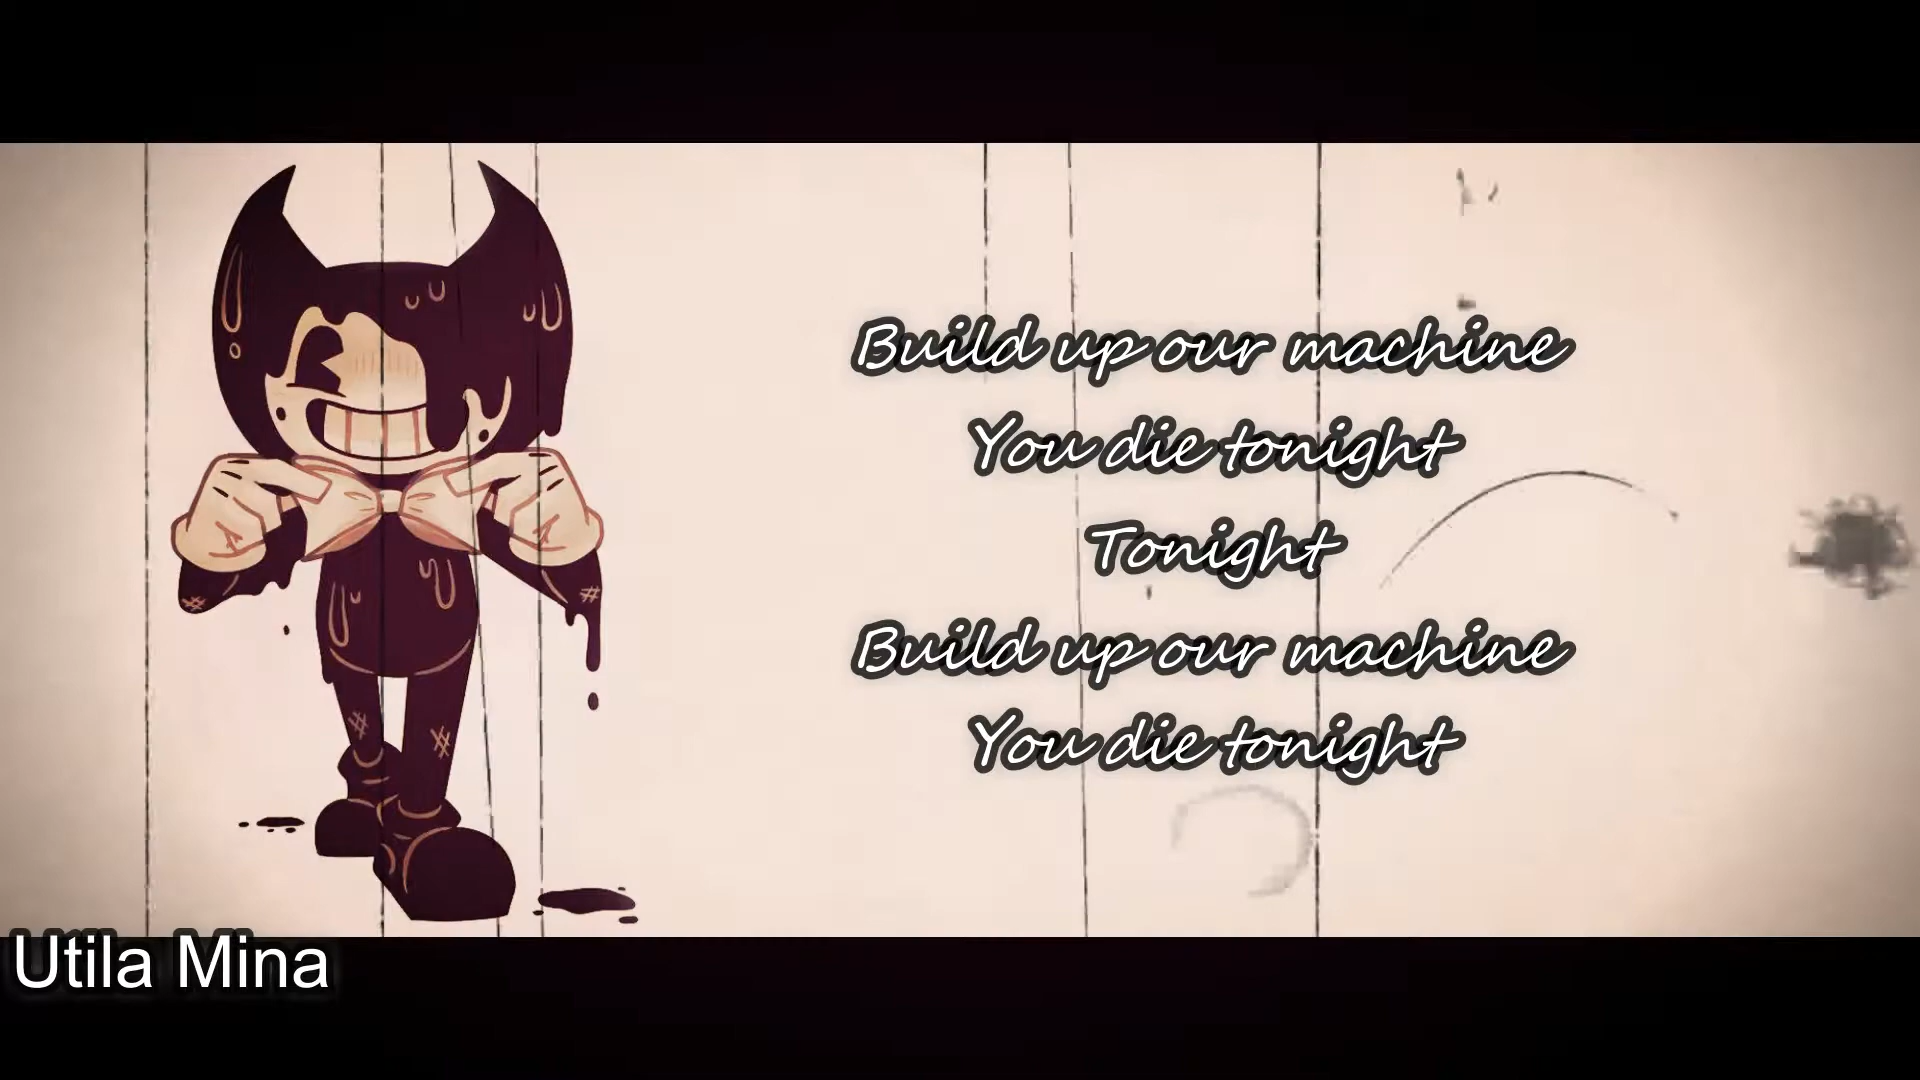 Build up our machine
You die tonight
Tonight
Build up our machine
You die tonight
Utila Mina